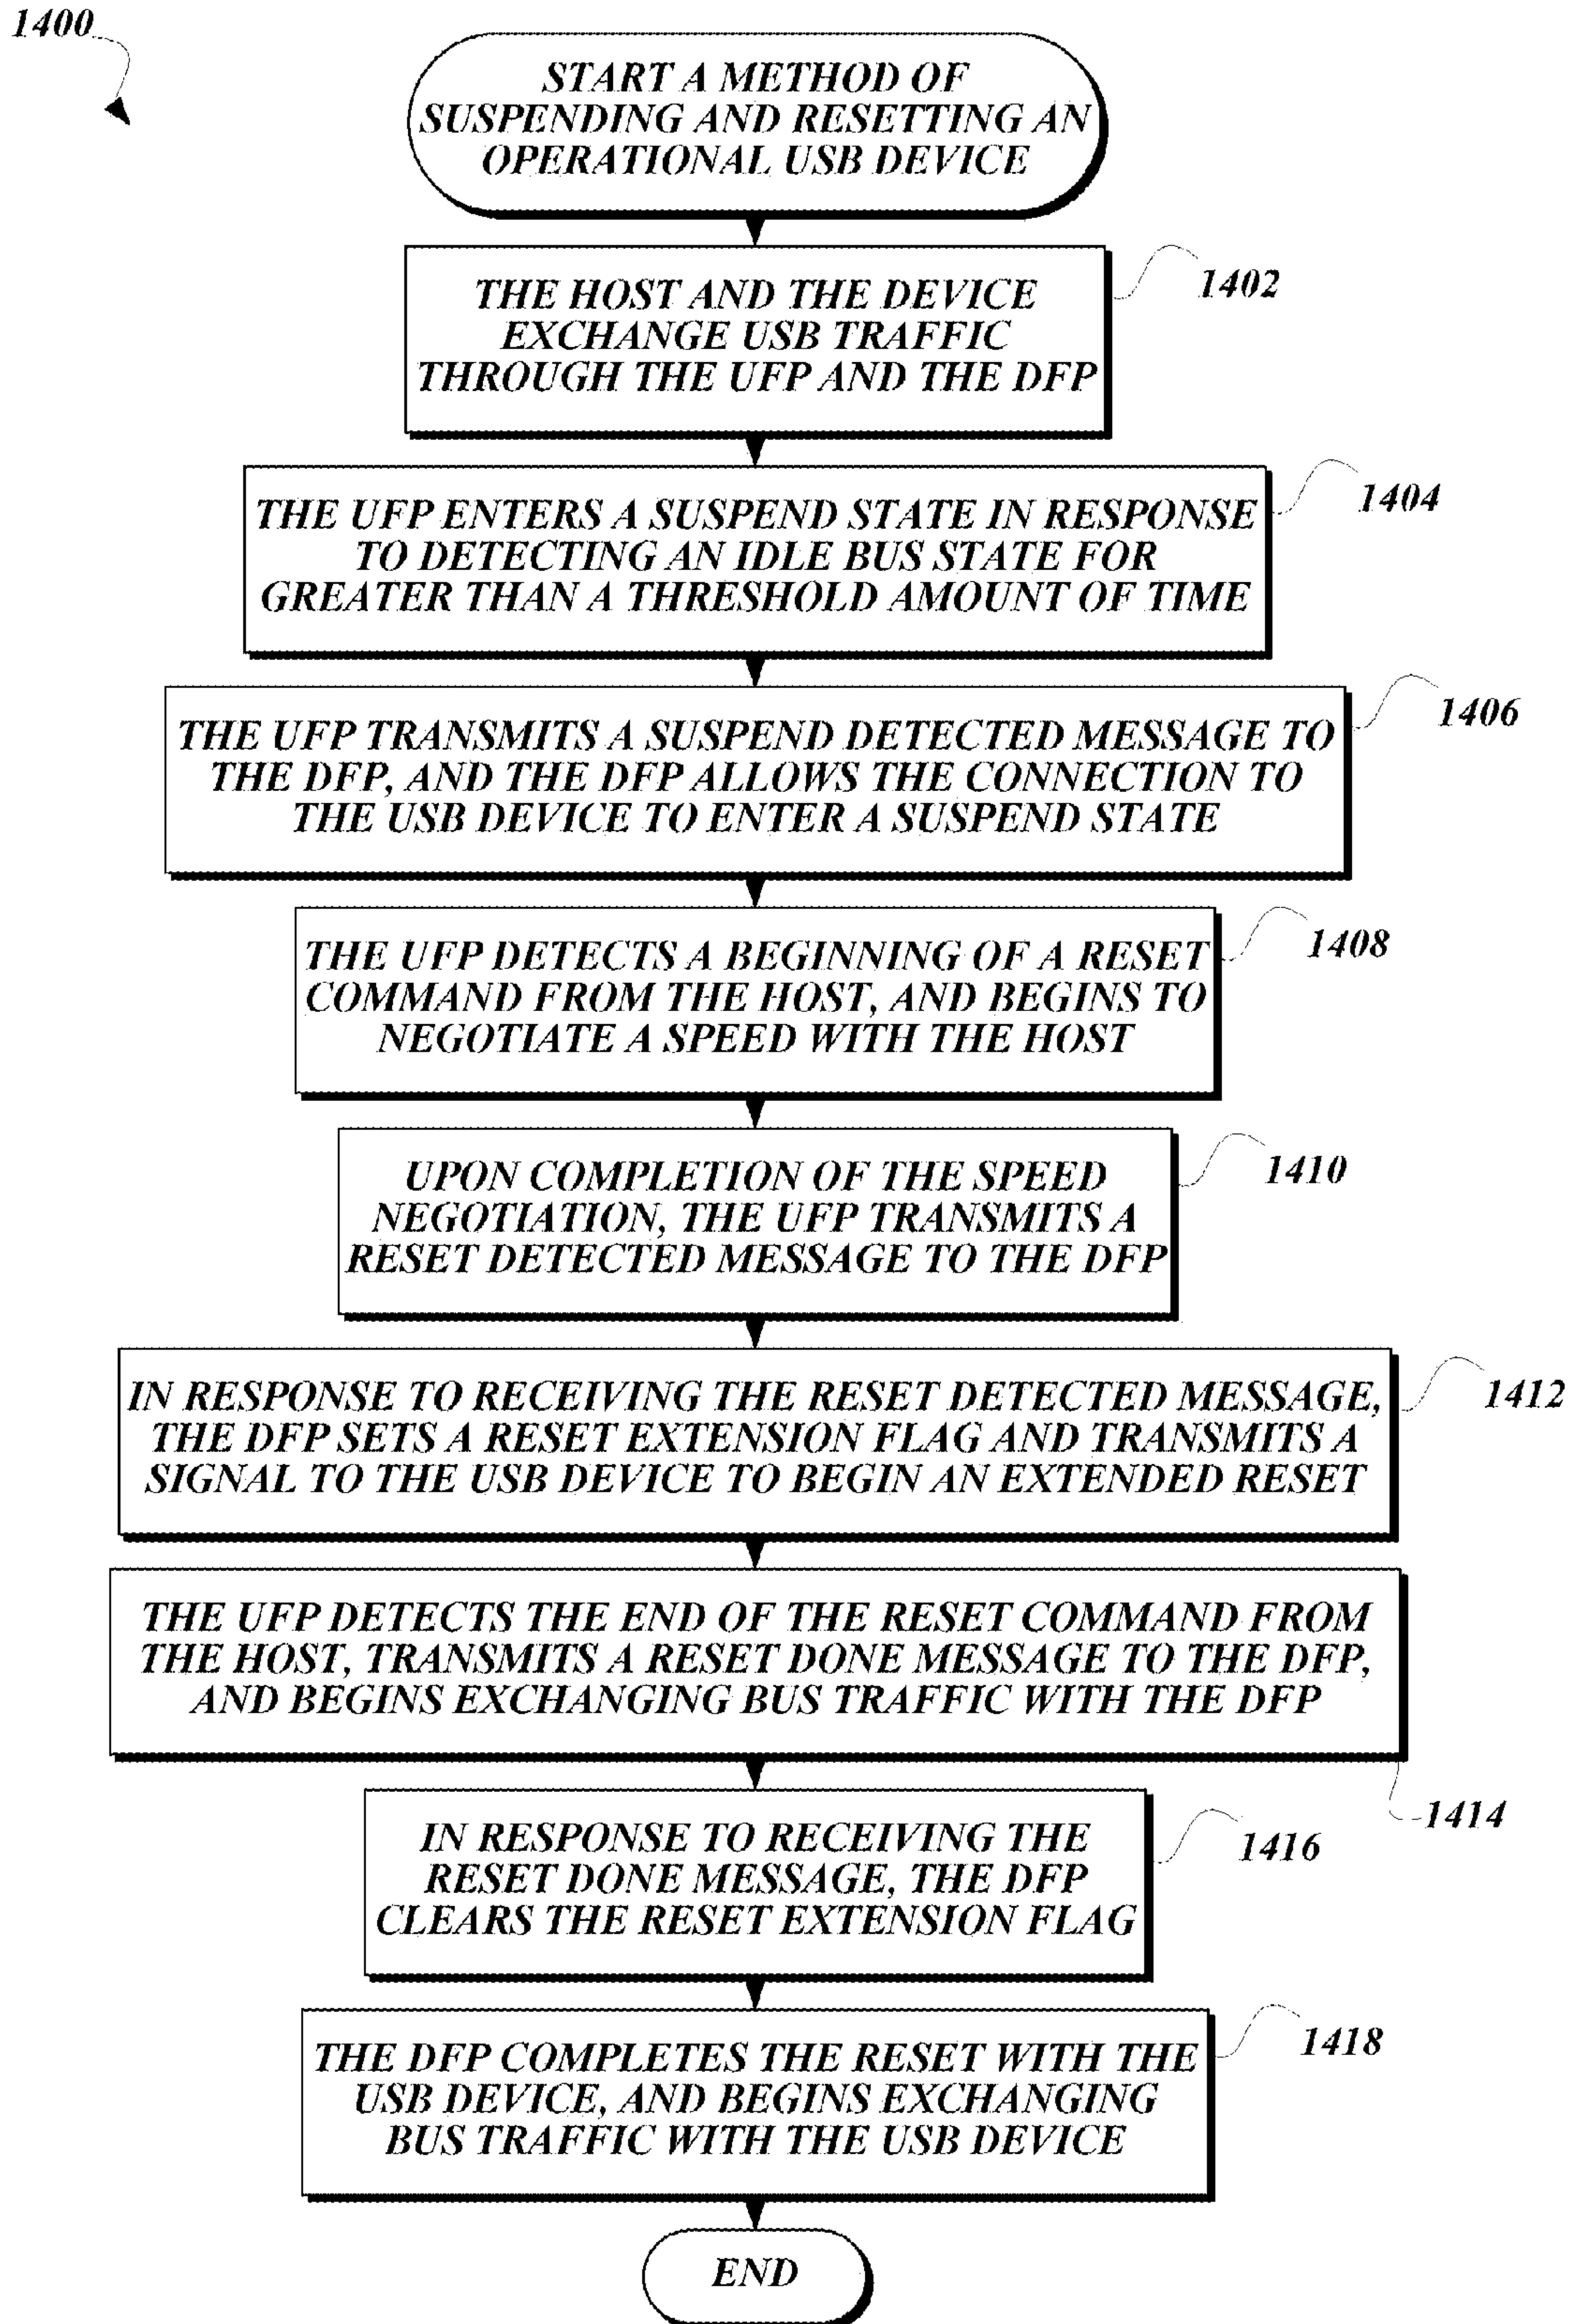 1400
START A METHOD OF
SUSPENDING AND RESETTING AN
OPERATIONAL USB DEVICE
THE HOST AND THE DEVICE
EXCHANGE USB TRAFFIC
THROUGH THE UFP AND THE DFP
1402
THE UFP ENTERS A SUSPEND STATE IN RESPONSE
TO DETECTING AN IDLE BUS STATE FOR
GREATER THAN A THRESHOLD AMOUNT OF TIME
1404
THE UFP TRANSMITS A SUSPEND DETECTED MESSAGE TO
THE DFP, AND THE DFP ALLOWS THE CONNECTION TO
THE USB DEVICE TO ENTER A SUSPEND STATE
1406
THE UFP DETECTS A BEGINNING OF A RESET
COMMAND FROM THE HOST, AND BEGINS TO
NEGOTIATE A SPEED WITH THE HOST
1408
UPON COMPLETION OF THE SPEED
NEGOTIATION, THE UFP TRANSMITS A
RESET DETECTED MESSAGE TO THE DFP
1410
IN RESPONSE TO RECEIVING THE RESET DETECTED MESSAGE,
THE DFP SETS A RESET EXTENSION FLAG AND TRANSMITS A
SIGNAL TO THE USB DEVICE TO BEGIN AN EXTENDED RESET
1412
THE UFP DETECTS THE END OF THE RESET COMMAND FROM
THE HOST, TRANSMITS A RESET DONE MESSAGE TO THE DFP,
AND BEGINS EXCHANGING BUS TRAFFIC WITH THE DFP
1414
IN RESPONSE TO RECEIVING THE
RESET DONE MESSAGE, THE DFP
CLEARS THE RESET EXTENSION FLAG
1416
THE DFP COMPLETES THE RESET WITH THE
USB DEVICE, AND BEGINS EXCHANGING
BUS TRAFFIC WITH THE USB DEVICE
1418
END